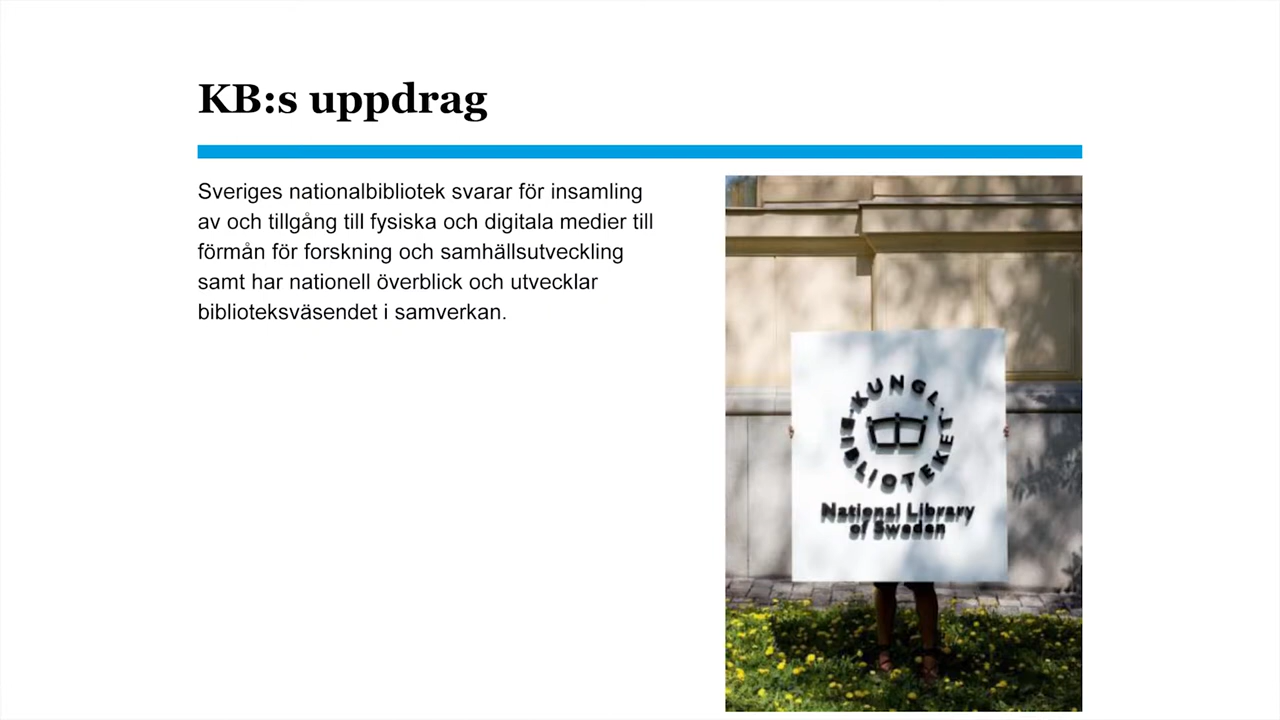 KB:s uppdrag
Sveriges nationalbibliotek svarar för insamling
av och tillgång till fysiska och digitala medier till
förmån för forskning och samhällsutveckling
samt har nationell överblick och utvecklar
biblioteksväsendet i samverkan.
KUNGL.
BIBLIOTEKET
National Library
of Sweden